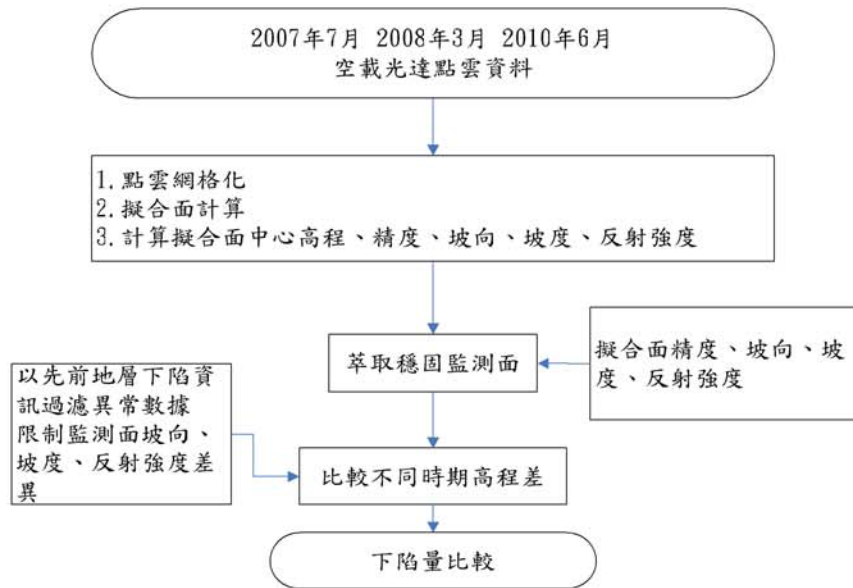 2007年7月 2008年3月 2010年6月
空載光達點雲資料
1.點雲網格化
2.擬合面計算
3.計算擬合面中心高程、精度、坡向、坡度、反射強度
萃取穩固監測面
擬合面精度、坡向、坡
度、反射強度
以先前地層下陷資
訊過濾異常數據
限制監測面坡向、
坡度、反射強度差
異
比較不同時期高程差
下陷量比較